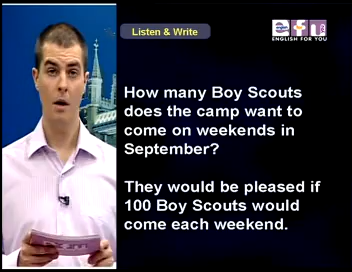 Listen & Write
ENGLISH FOR YOU
How many Boy Scouts
does the camp want to
come on weekends in
September?
They would be pleased if
100 Boy Scouts would
come each weekend.